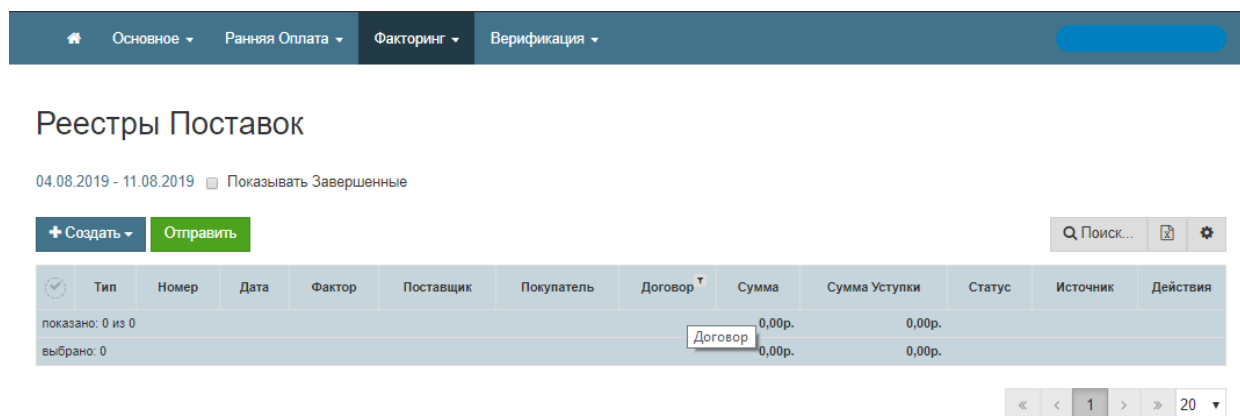 Основное Ранняя Оплата Факторинг Верификация
Реестры Поставок
04.08.2019 - 11.08.2019 Показывать Завершенные
Создать Отправить Поиск...
Тип Номер Дата Фактор Поставщик Покупатель Договор Сумма Сумма Уступки Статус Источник Действия
показано: 0 из 0 0,00р. 0,00р.
Договор
выбрано: 0 0,00р. 0,00р.
« < 1 > » 20